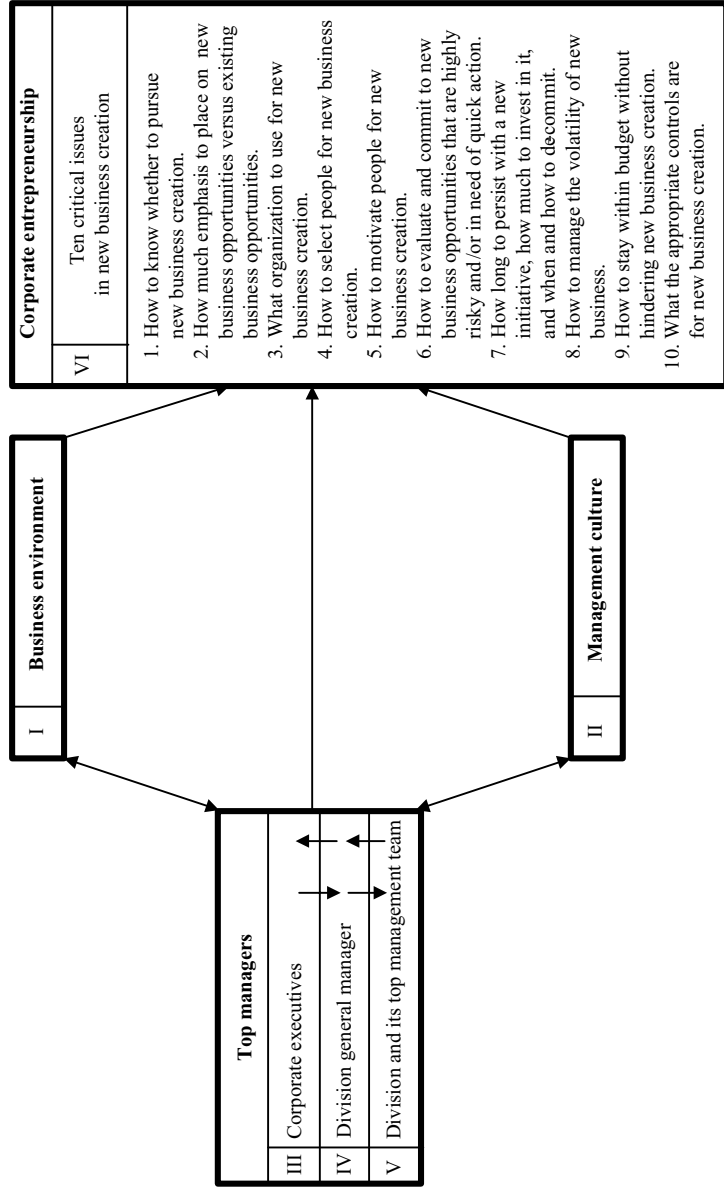 Top managers
III Corporate executives
IV Division general manager
V Division and its top management team
I Business environment
II Management culture
Corporate entrepreneurship
VI Ten critical issues
in new business creation
1. How to know whether to pursue
new business creation.
2. How much emphasis to place on new
business opportunities versus existing
business opportunities.
3. What organization to use for new
business creation.
4. How to select people for new business
creation.
5. How to motivate people for new
business creation.
6. How to evaluate and commit to new
business opportunities that are highly
risky and/or in need of quick action.
7. How long to persist with a new
initiative, how much to invest in it,
and when and how to decommit.
8. How to manage the volatility of new
business.
9. How to stay within budget without
hindering new business creation.
10. What the appropriate controls are
for new business creation.